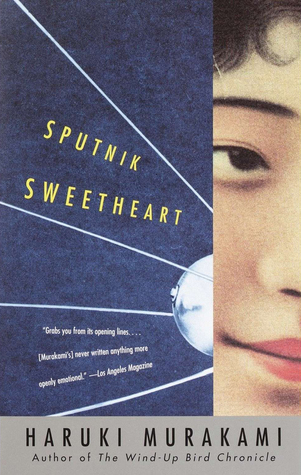 SPUTNIK
SWEETHEART
"Grabs you from its opening lines. . . .
[Murakami's] never written anything more
openly emotional." —Los Angeles Magazine
HARUKI MURAKAMI
Author of The Wind-Up Bird Chronicle